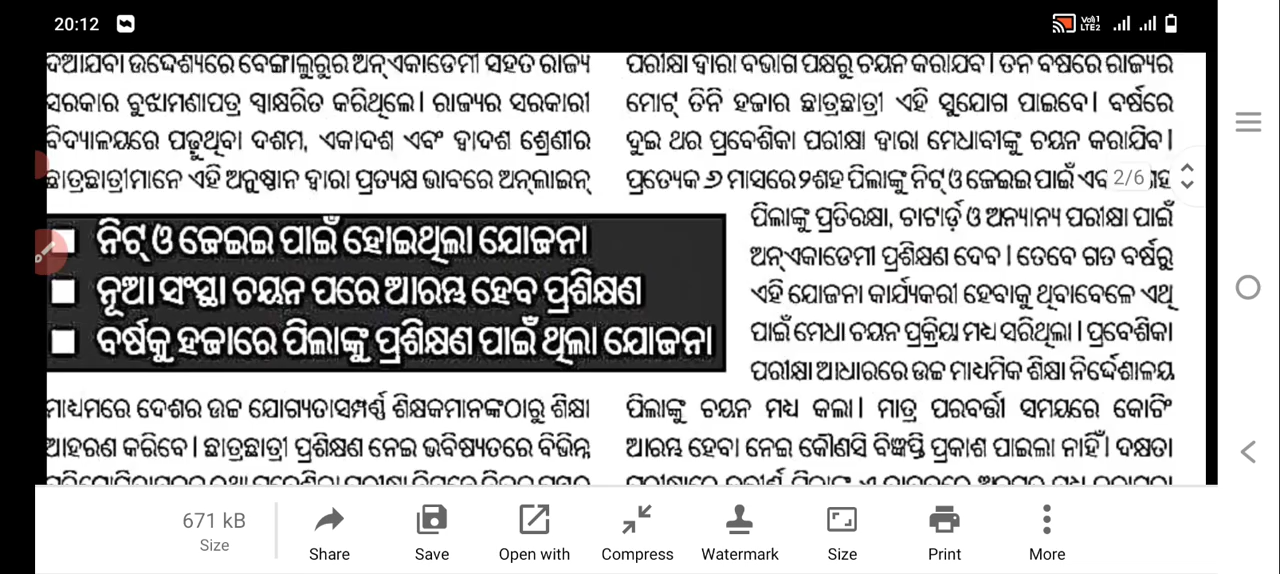 20:12
Vo1) LTE2
ଦିଆଯିବା ଉଦ୍ଦେଶ୍ୟରେ ବେଙ୍ଗାଲୁରୁର ଅନ୍‌ଏକାଡେମୀ ସହିତ ରାଜ୍ୟ
ସରକାର ବୁଝାମଣାପତ୍ର ସ୍ୱାକ୍ଷରିତ କରିଥିଲେ। ରାଜ୍ୟର ସରକାରୀ
ବିଦ୍ୟାଳୟରେ ପଢୁଥିବା ଦଶମ, ଏକାଦଶ ଏବଂ ଦ୍ୱାଦଶ ଶ୍ରେଣୀର
ଛାତ୍ରଛାତ୍ରୀମାନେ ଏହି ଅନୁଷ୍ଠାନ ଦ୍ୱାରା ପ୍ରତ୍ୟକ୍ଷ ଭାବରେ ଅନ୍‌ଲାଇନ୍
ନିଟ୍ ଓ ଜେଇଇ ପାଇଁ ହୋଇଥିଲା ଯୋଜନା
ନୂଆ ସଂସ୍ଥା ଚୟନ ପରେ ଆରମ୍ଭ ହେବ ପ୍ରଶିକ୍ଷଣ
ବର୍ଷକୁ ହଜାରେ ପିଲାଙ୍କୁ ପ୍ରଶିକ୍ଷଣ ପାଇଁ ଥିଲା ଯୋଜନା
ମାଧ୍ୟମରେ ଦେଶର ଉଚ୍ଚ ଯୋଗ୍ୟତାସମ୍ପର୍ଣ୍ଣ ଶିକ୍ଷକମାନଙ୍କଠାରୁ ଶିକ୍ଷା
ଆହରଣ କରିବେ। ଛାତ୍ରଛାତ୍ରୀ ପ୍ରଶିକ୍ଷଣ ନେଇ ଭବିଷ୍ୟତରେ ବିଭିନ୍ନ
ପରୀକ୍ଷା ଦ୍ୱାରା ବିଭାଗ ପକ୍ଷରୁ ଚୟନ କରାଯିବ। ତିନି ବର୍ଷରେ ରାଜ୍ୟର
ମୋଟ୍ ତିନି ହଜାର ଛାତ୍ରଛାତ୍ରୀ ଏହି ସୁଯୋଗ ପାଇବେ। ବର୍ଷରେ
ଦୁଇ ଥର ପ୍ରବେଶିକା ପରୀକ୍ଷା ଦ୍ୱାରା ମେଧାବୀଙ୍କୁ ଚୟନ କରାଯିବ।
ପ୍ରତ୍ୟେକ ୬ ମାସରେ ୨ଶହ ପିଲାଙ୍କୁ ନିଟ୍ ଓ ଜେଇଇ ପାଇଁ
2/6
ପିଲାଙ୍କୁ ପ୍ରତିରକ୍ଷା, ଚାଟାର୍ଡ଼ ଓ ଅନ୍ୟାନ୍ୟ ପରୀକ୍ଷା ପାଇଁ
ଅନ୍‌ଏକାଡେମୀ ପ୍ରଶିକ୍ଷଣ ଦେବ। ତେବେ ଗତ ବର୍ଷରୁ
ଏହି ଯୋଜନା କାର୍ଯ୍ୟକରୀ ହେବାକୁ ଥିବାବେଳେ ଏଥି
ପାଇଁ ମେଧା ଚୟନ ପ୍ରକ୍ରିୟା ମଧ୍ୟ ସରିଥିଲା। ପ୍ରବେଶିକା
ପରୀକ୍ଷା ଆଧାରରେ ଉଚ୍ଚ ମାଧ୍ୟମିକ ଶିକ୍ଷା ନିର୍ଦ୍ଦେଶାଳୟ
ପିଲାଙ୍କୁ ଚୟନ ମଧ୍ୟ କଲା। ମାତ୍ର ପରବର୍ତ୍ତୀ ସମୟରେ କୋଚିଂ
ଆରମ୍ଭ ହେବା ନେଇ କୌଣସି ବିଜ୍ଞପ୍ତି ପ୍ରକାଶ ପାଇଲା ନାହିଁ। ଦକ୍ଷତା
671 kB
Size
Share
Save
Open with
Compress
Watermark
Size
Print
More